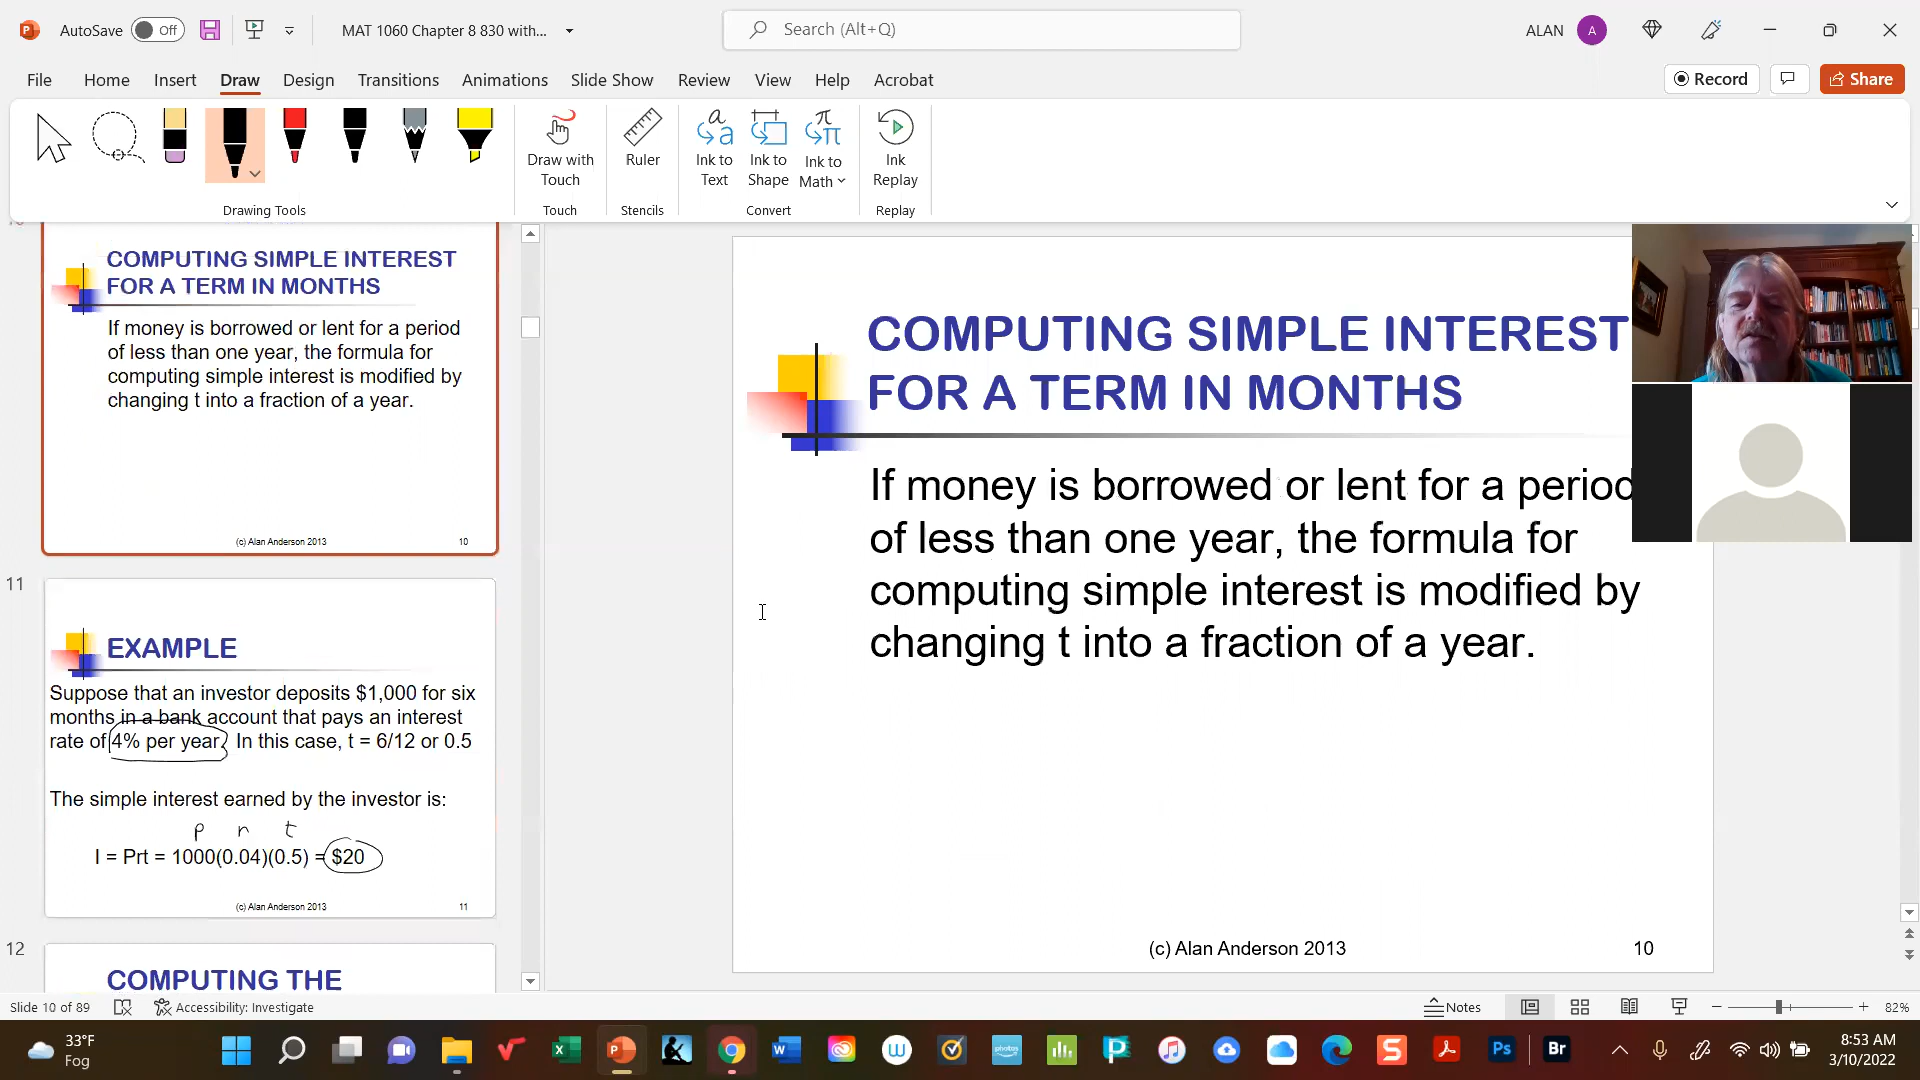 AutoSave Off
MAT 1060 Chapter 8 830 with...
Search (Alt+Q)
ALAN
A
File Home Insert Draw Design Transitions Animations Slide Show Review View Help Acrobat
Record
Share
Draw with Touch
Ruler
Ink to Text
Ink to Shape
Ink to Math
Ink Replay
Drawing Tools
Touch
Stencils
Convert
Replay
COMPUTING SIMPLE INTEREST
FOR A TERM IN MONTHS
If money is borrowed or lent for a period
of less than one year, the formula for
computing simple interest is modified by
changing t into a fraction of a year.
(c) Alan Anderson 2013 10
11
EXAMPLE
Suppose that an investor deposits $1,000 for six
months in a bank account that pays an interest
rate of 4% per year. In this case, t = 6/12 or 0.5
The simple interest earned by the investor is:
p r t
I = Prt = 1000(0.04)(0.5) = $20
(c) Alan Anderson 2013 11
12
COMPUTING THE
COMPUTING SIMPLE INTEREST
FOR A TERM IN MONTHS
If money is borrowed or lent for a period
of less than one year, the formula for
computing simple interest is modified by
changing t into a fraction of a year.
(c) Alan Anderson 2013 10
Slide 10 of 89
Accessibility: Investigate
Notes
82%
33°F
Fog
8:53 AM
3/10/2022